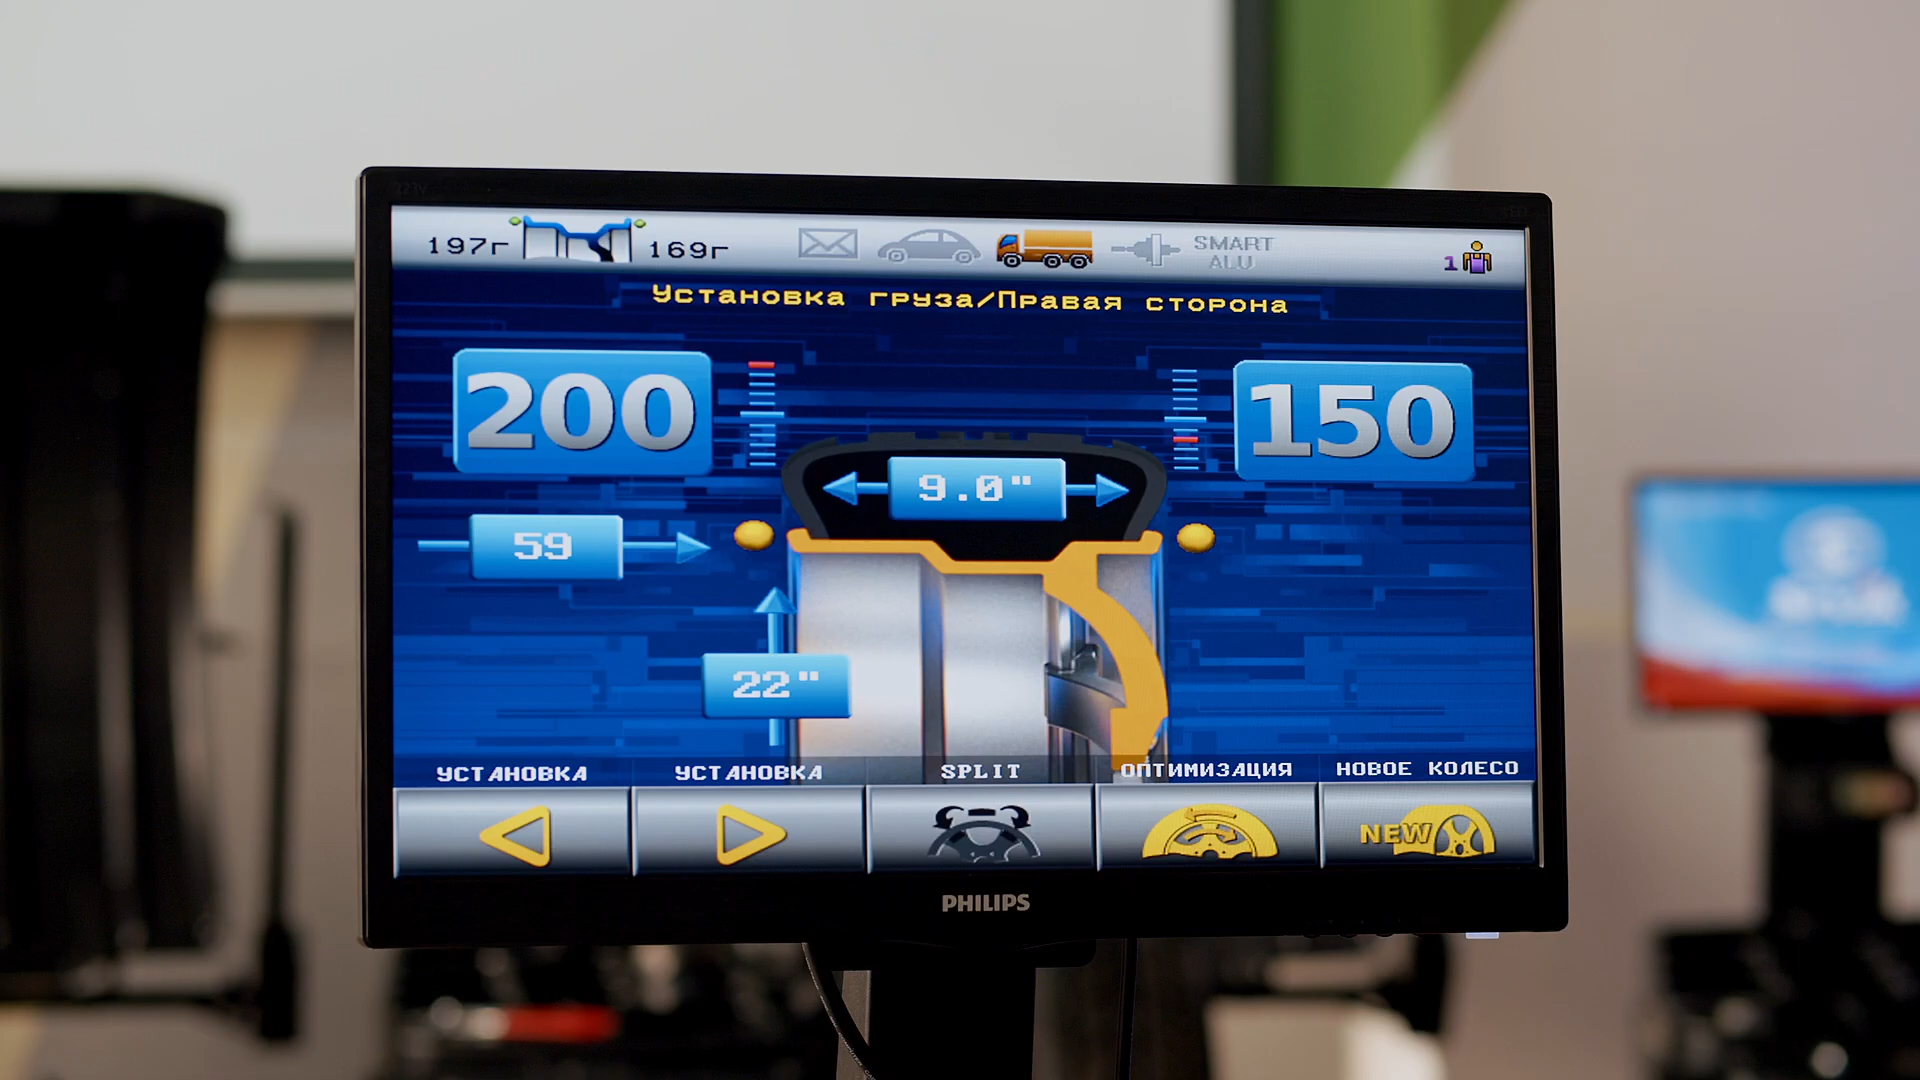 223V
197г
169г
SMART
ALU
1
Установка груза/Правая сторона
200
150
9.0"
59
22"
УСТАНОВКА
УСТАНОВКА
SPLIT
ОПТИМИЗАЦИЯ
НОВОЕ КОЛЕСО
NEW
PHILIPS